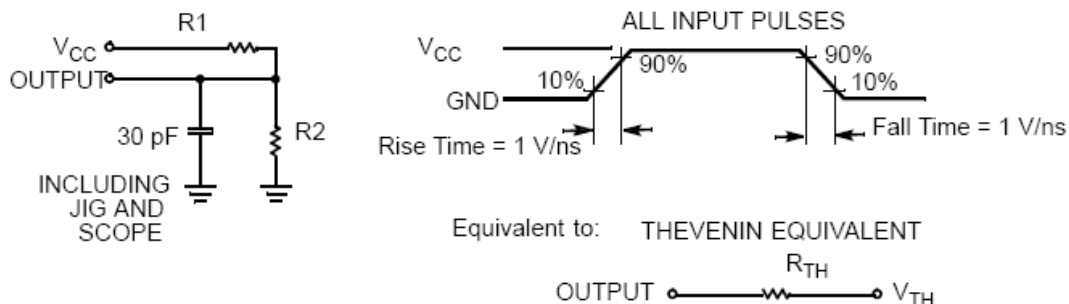 R1
VCC
OUTPUT
30 pF
R2
INCLUDING
JIG AND
SCOPE
ALL INPUT PULSES
VCC
GND
10%
90%
90%
10%
Rise Time = 1 V/ns
Fall Time = 1 V/ns
Equivalent to:
THEVENIN EQUIVALENT
RTH
OUTPUT
VTH